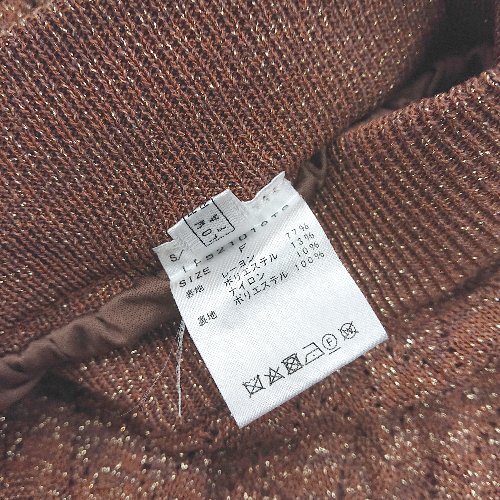 SIZE F
表地 レーヨン 77%
ポリエステル 13%
ナイロン 10%
裏地 ポリエステル 100%